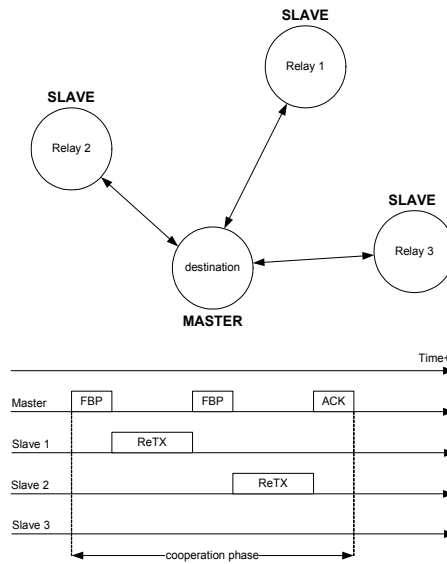 SLAVE
Relay 1
SLAVE
Relay 2
SLAVE
Relay 3
destination
MASTER
Time
Master FBP FBP ACK
Slave 1 ReTX
Slave 2 ReTX
Slave 3
cooperation phase